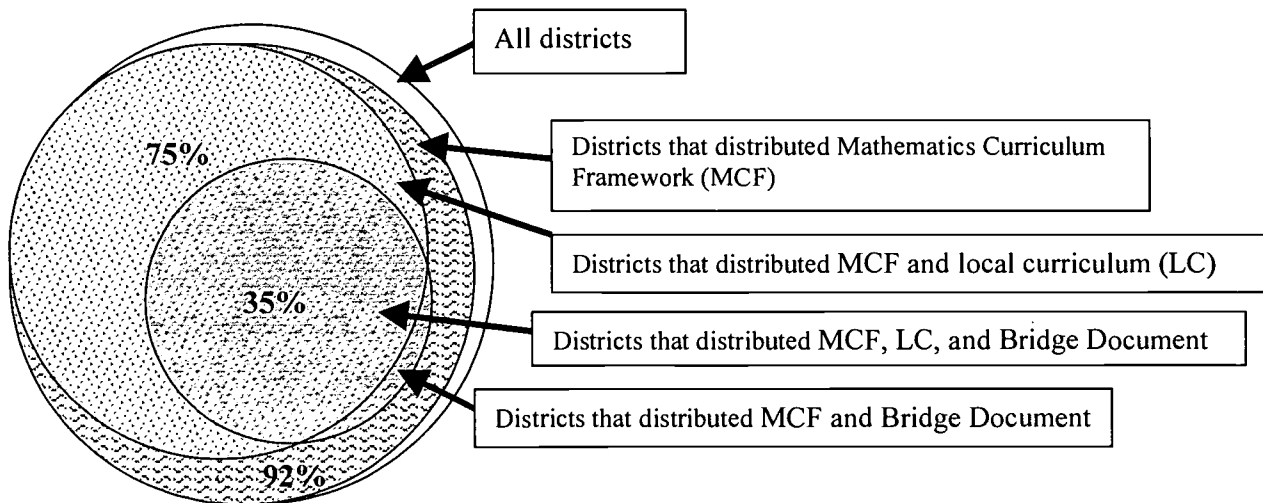 All districts
Districts that distributed Mathematics Curriculum
Framework (MCF)
75%
Districts that distributed MCF and local curriculum (LC)
35%
Districts that distributed MCF, LC, and Bridge Document
Districts that distributed MCF and Bridge Document
92%